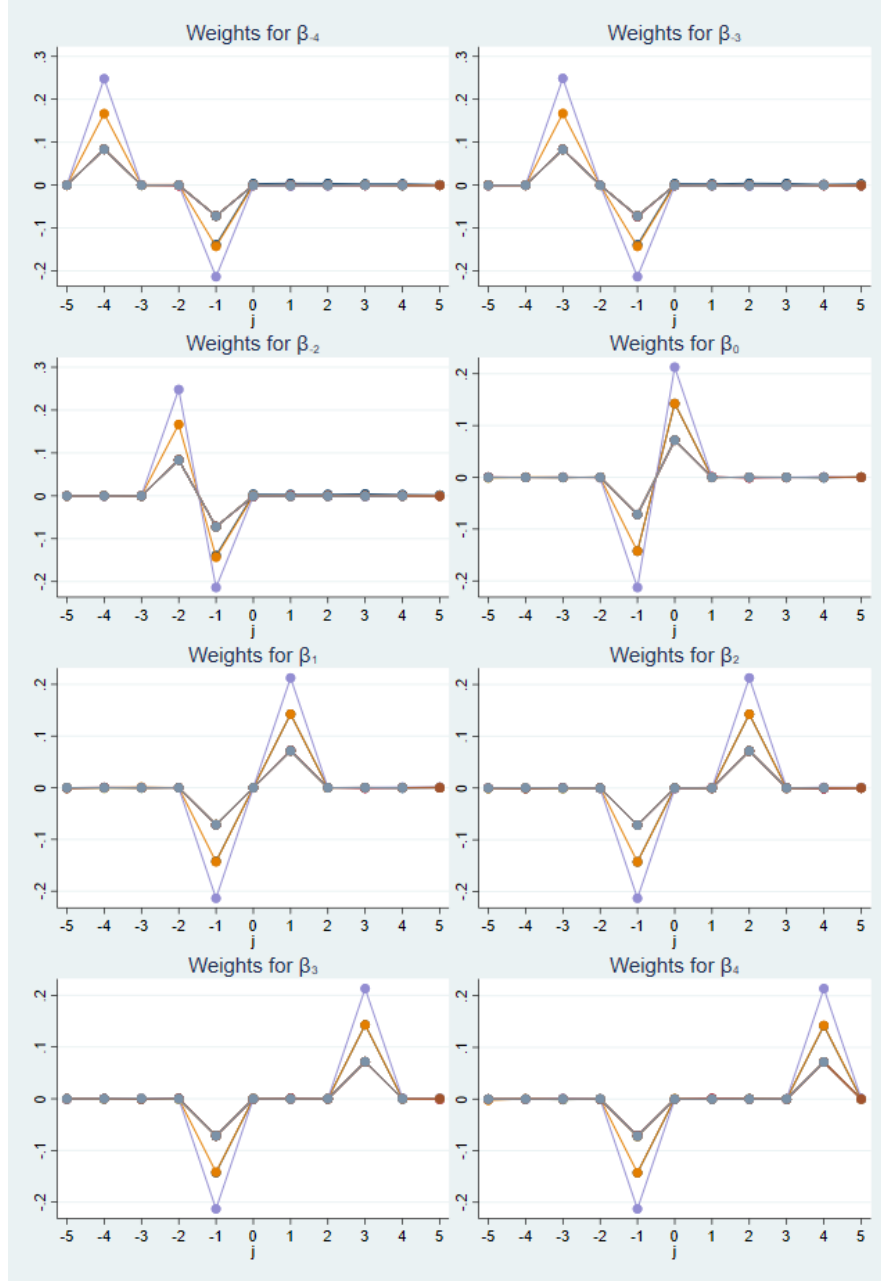 Weights for β₋₄
.3
.2
.1
0
-.1
-.2
-5 -4 -3 -2 -1 0 1 2 3 4 5
j
Weights for β₋₃
.3
.2
.1
0
-.1
-.2
-5 -4 -3 -2 -1 0 1 2 3 4 5
j
Weights for β₋₂
.3
.2
.1
0
-.1
-.2
-5 -4 -3 -2 -1 0 1 2 3 4 5
j
Weights for β₀
.2
.1
0
-.1
-.2
-5 -4 -3 -2 -1 0 1 2 3 4 5
j
Weights for β₁
.2
.1
0
-.1
-.2
-5 -4 -3 -2 -1 0 1 2 3 4 5
j
Weights for β₂
.2
.1
0
-.1
-.2
-5 -4 -3 -2 -1 0 1 2 3 4 5
j
Weights for β₃
.2
.1
0
-.1
-.2
-5 -4 -3 -2 -1 0 1 2 3 4 5
j
Weights for β₄
.2
.1
0
-.1
-.2
-5 -4 -3 -2 -1 0 1 2 3 4 5
j